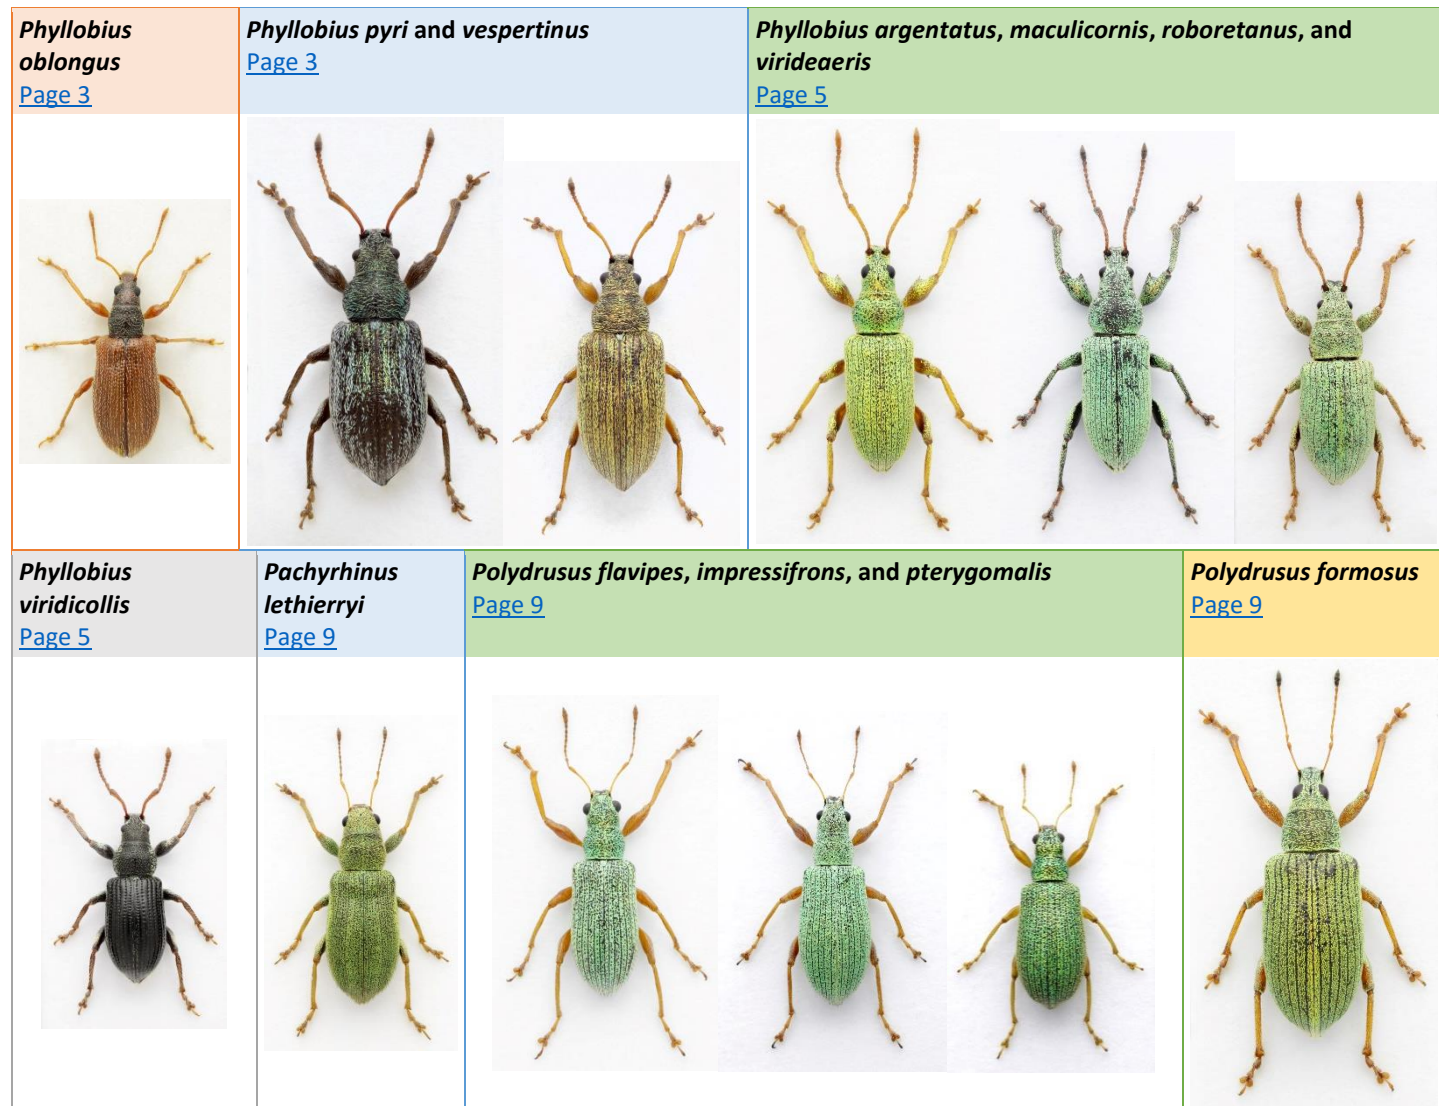 Phyllobius
oblongus
Page 3
Phyllobius pyri and vespertinus
Page 3
Phyllobius argentatus, maculicornis, roboretanus, and
virideaeris
Page 5
Phyllobius
viridicollis
Page 5
Pachyrhinus
lethierryi
Page 9
Polydrusus flavipes, impressifrons, and pterygomalis
Page 9
Polydrusus formosus
Page 9